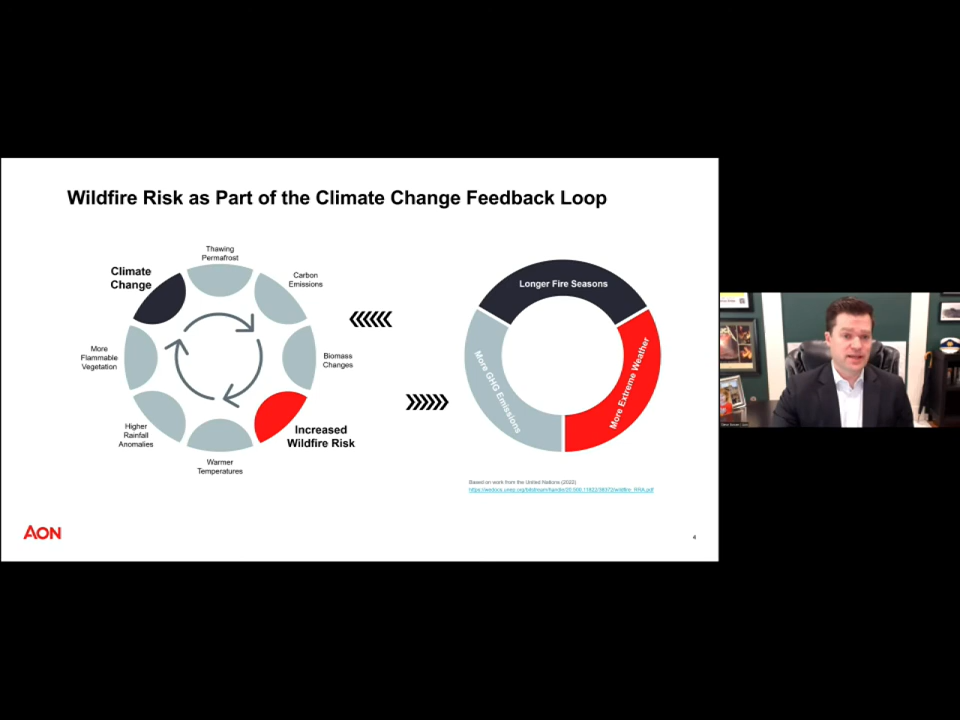 Wildfire Risk as Part of the Climate Change Feedback Loop
Thawing
Permafrost
Climate
Change
Carbon
Emissions
More
Flammable
Vegetation
Biomass
Changes
Higher
Rainfall
Anomalies
Increased
Wildfire Risk
Warmer
Temperatures
Longer Fire Seasons
More GHG Emissions
More Extreme Weather
Based on work from the United Nations (2022)
AON
4